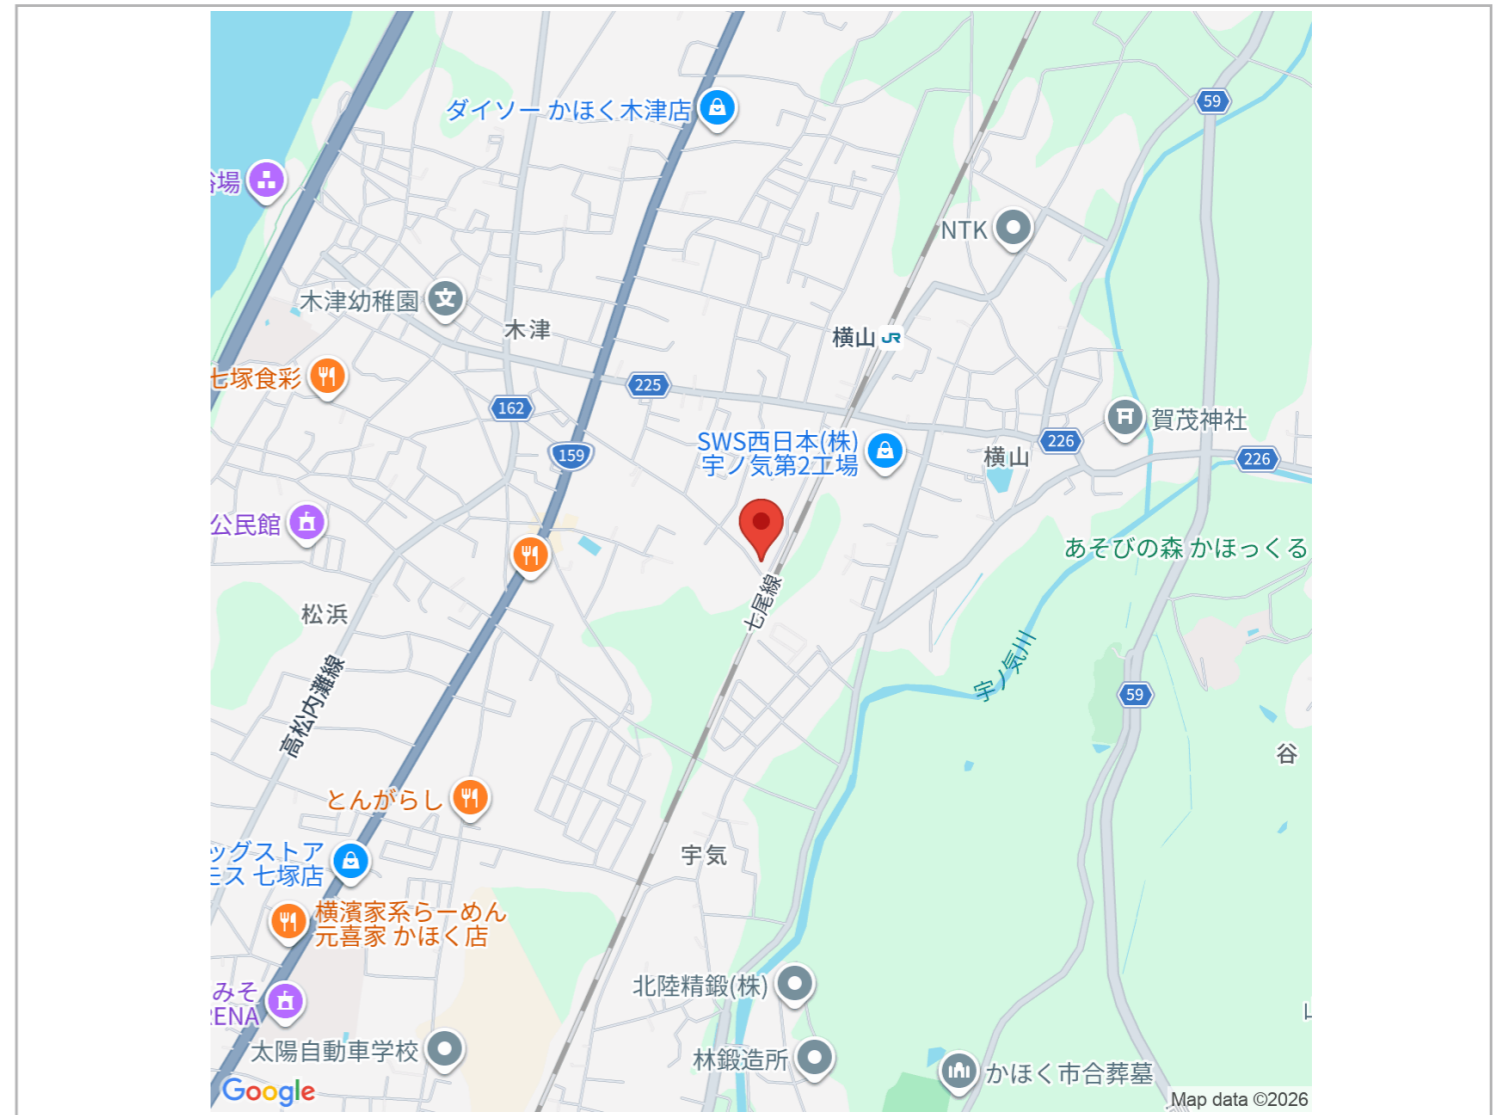 ダイソー かほく木津店
59
場
NTK
木津幼稚園
文
木津
横山
JR
七塚食彩
225
162
賀茂神社
SWS西日本(株)
宇ノ気第2工場
226
横山
159
226
公民館
あそびの森 かほっくる
七尾線
松浜
宇ノ気川
高松内灘線
59
谷
とんがらし
ッグストア
モス 七塚店
宇気
横濱家系らーめん
元喜家 かほく店
北陸精鍛(株)
みそ
RENA
太陽自動車学校
林鍛造所
かほく市合葬墓
Google
Map data ©2026